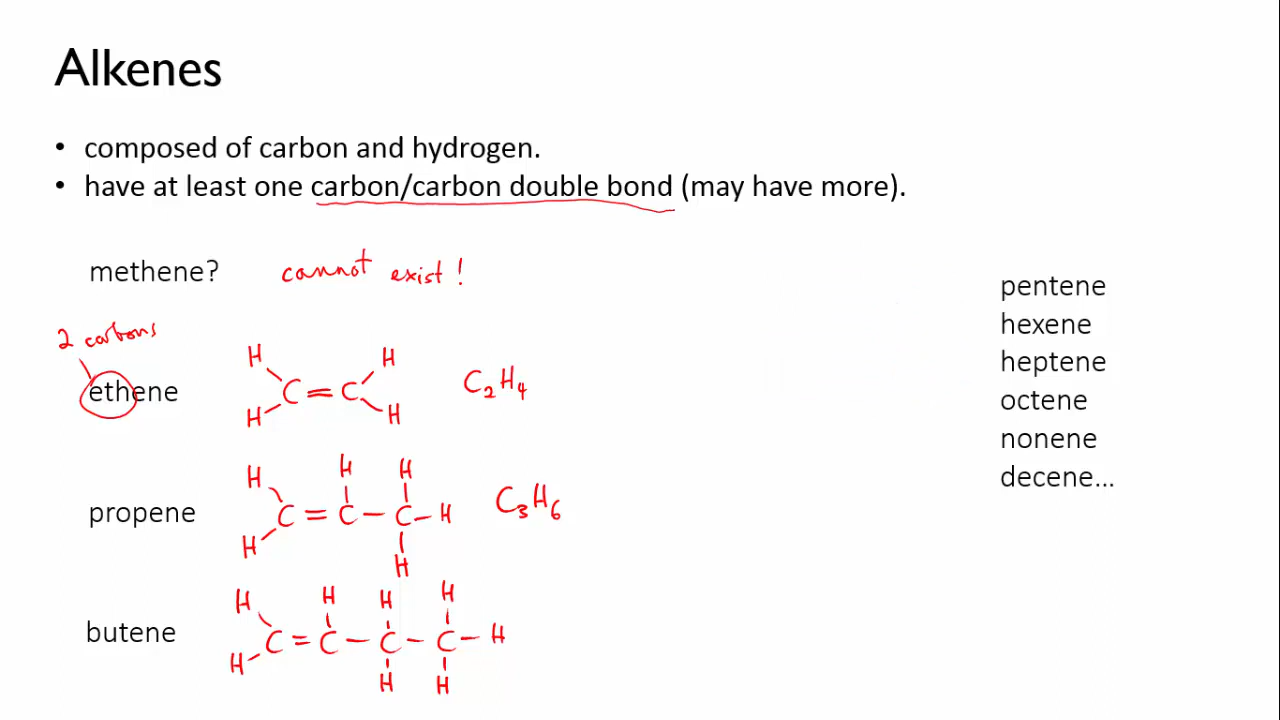 Alkenes
• composed of carbon and hydrogen.
• have at least one carbon/carbon double bond (may have more).
methene? cannot exist!
2 carbons
ethene
H H
C = C
H H
C₂H₄
propene
H H H
C = C – C – H
H H
C₃H₆
butene
H H H H
C = C – C – C – H
H H H
pentene
hexene
heptene
octene
nonene
decene...